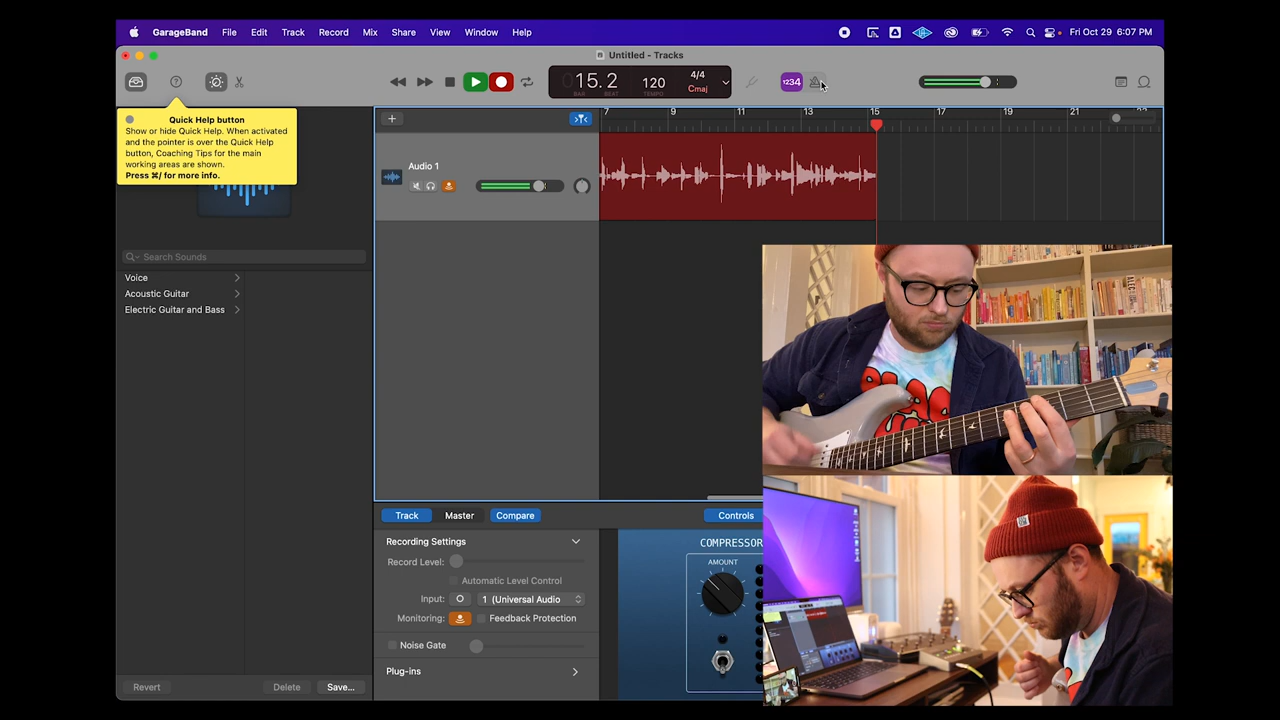 GarageBand File Edit Track Record Mix Share View Window Help
Fri Oct 29 6:07 PM
Untitled - Tracks
15.2
BAR BEAT
120
TEMPO
4/4
Cmaj
1234
Quick Help button
Show or hide Quick Help. When activated
and the pointer is over the Quick Help
button, Coaching Tips for the main
working areas are shown.
Press ⌘/ for more info.
7 9 11 13 15 17 19 21
Audio 1
Search Sounds
Voice
Acoustic Guitar
Electric Guitar and Bass
Track Master Compare Controls
Recording Settings
Record Level:
Automatic Level Control
Input: 1 (Universal Audio
Monitoring: Feedback Protection
Noise Gate
Plug-ins
COMPRESSOR
AMOUNT
Revert Delete Save...